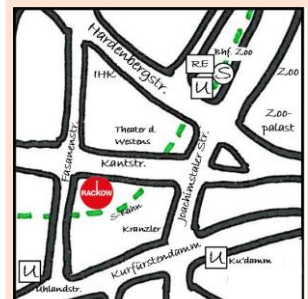 Hardenbergstr.
Bhf. Zoo
RE
S
U
IHK
Zoo
Zoo-
palast
Theater d.
Westens
Fasanenstr.
Kantstr.
Joachimstaler Str.
RACKOW
S-Bahn
Kranzler
Kurfürstendamm
U
Ku'damm
U
Uhlandstr.